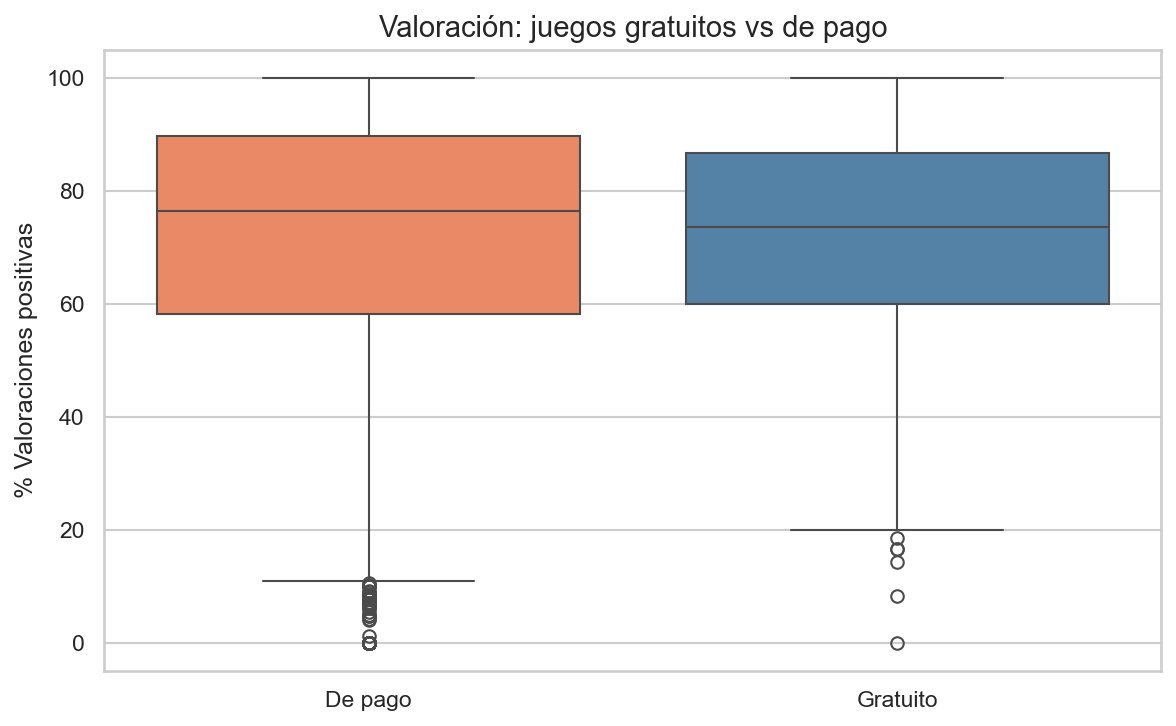 Valoración: juegos gratuitos vs de pago
% Valoraciones positivas
100
80
60
40
20
0
De pago
Gratuito